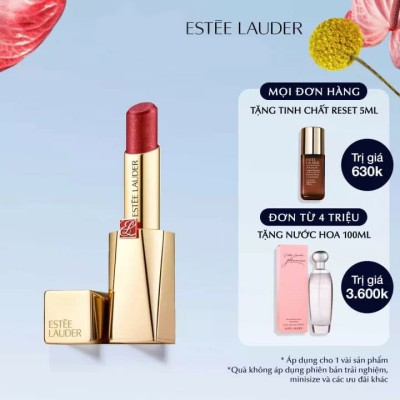 ESTĒE LAUDER
MỌI ĐƠN HÀNG
TẶNG TINH CHẤT RESET 5ML
Trị giá
630k
ĐƠN TỪ 4 TRIỆU
TẶNG NƯỚC HOA 100ML
Trị giá
3.600k
ESTĒE LAUDER
ESTĒE
LAUDER
ESTĒE
LAUDER
* Áp dụng cho 1 vài sản phẩm
*Quà không áp dụng phiên bản trải nghiệm,
minisize và các ưu đãi khác